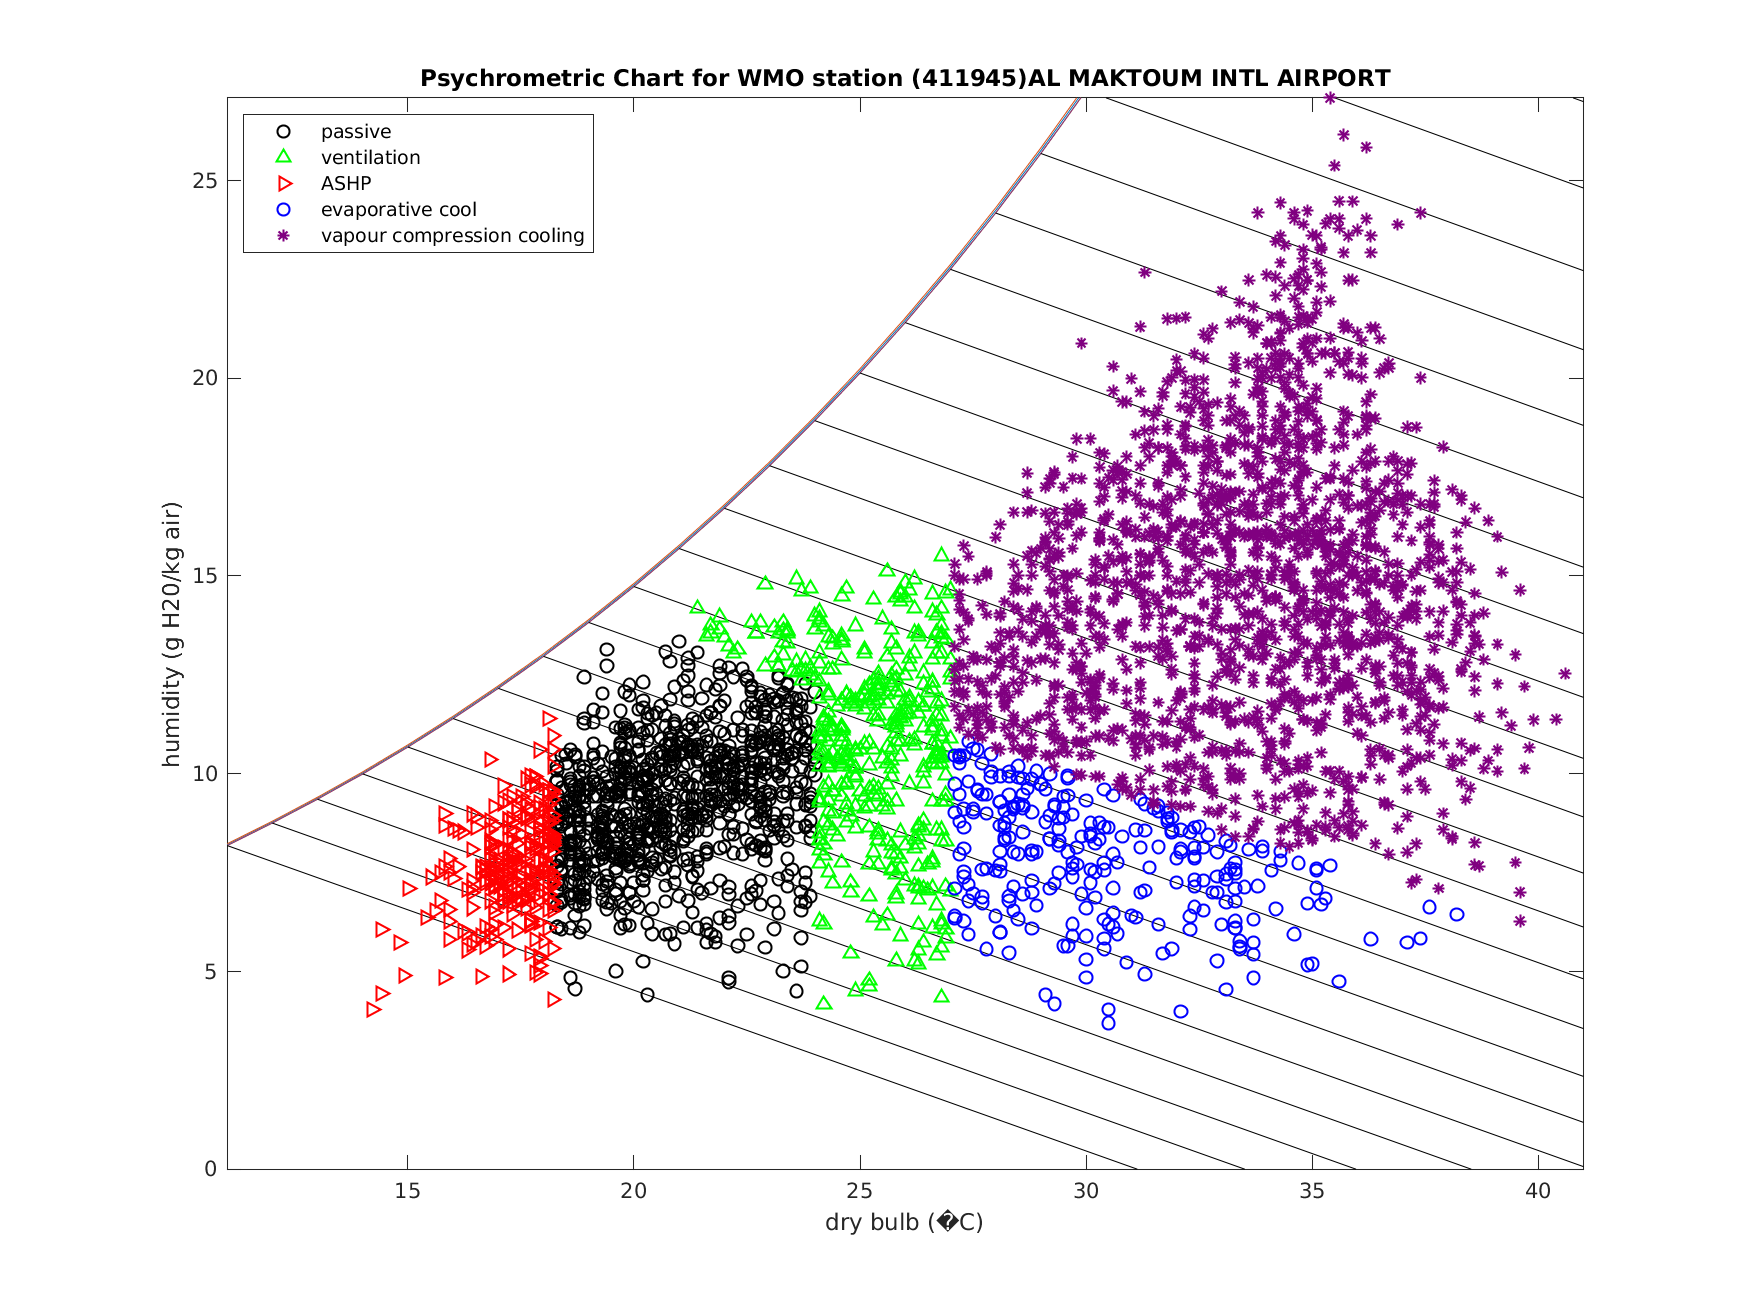 Psychrometric Chart for WMO station (411945)AL MAKTOUM INTL AIRPORT
passive
ventilation
ASHP
evaporative cool
vapour compression cooling
humidity (g H20/kg air)
25
20
15
10
5
0
15
20
25
30
35
40
dry bulb (�C)